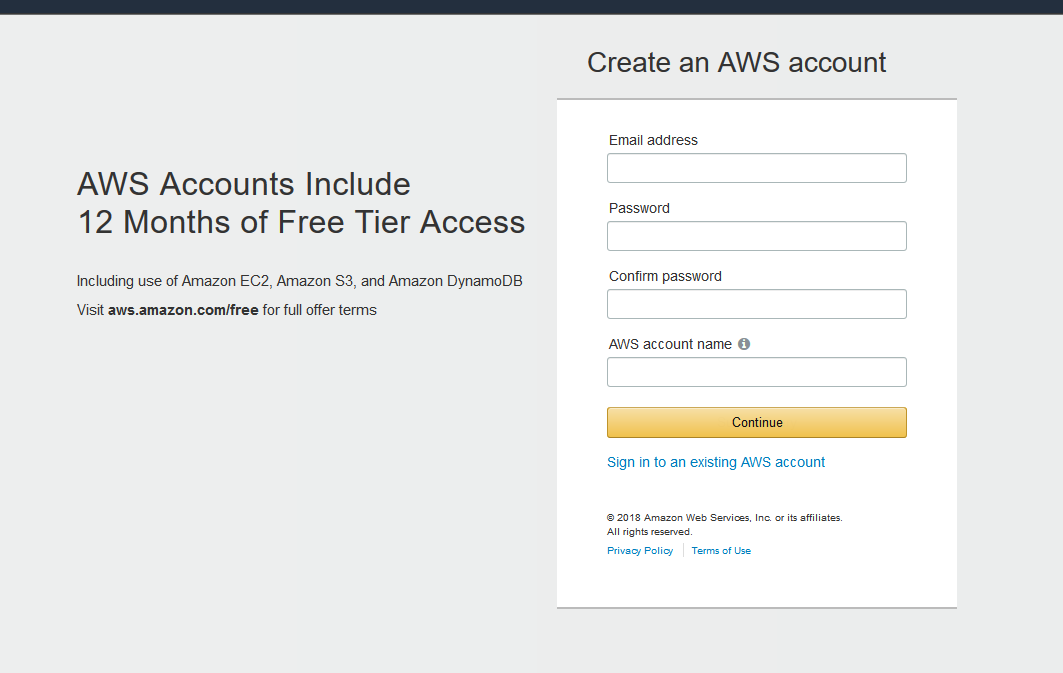 Create an AWS account
AWS Accounts Include
12 Months of Free Tier Access
Including use of Amazon EC2, Amazon S3, and Amazon DynamoDB
Visit aws.amazon.com/free for full offer terms
Email address
Password
Confirm password
AWS account name
Continue
Sign in to an existing AWS account
© 2018 Amazon Web Services, Inc. or its affiliates.
All rights reserved.
Privacy Policy | Terms of Use